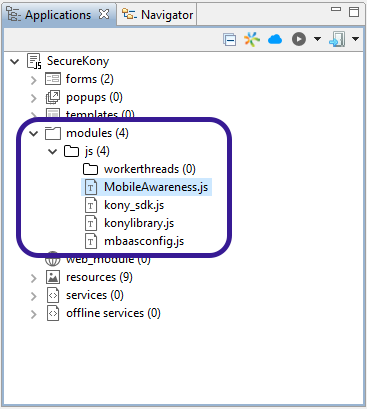 Applications Navigator
SecureKony
forms (2)
popups (0)
templates (0)
modules (4)
js (4)
workerthreads (0)
MobileAwareness.js
kony_sdk.js
konylibrary.js
mbaasconfig.js
web_module (0)
resources (9)
services (0)
offline services (0)